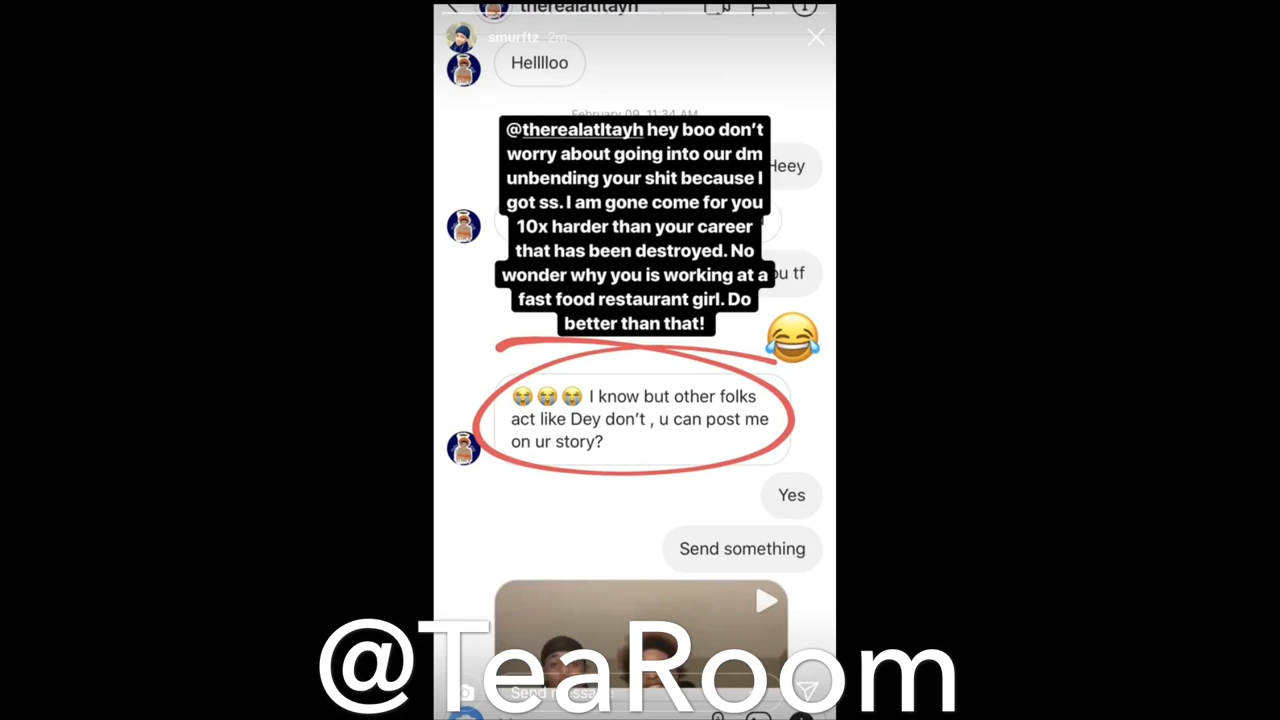 therealatltayh
smurftz 2m
Helllloo
February 09, 11:34 AM
Heey
@therealatltayh hey boo don’t
worry about going into our dm
unbending your shit because I
got ss. I am gone come for you
10x harder than your career
that has been destroyed. No
wonder why you is working at a
fast food restaurant girl. Do
better than that!
tf
😂
😭😭😭 I know but other folks
act like Dey don’t , u can post me
on ur story?
Yes
Send something
Send message
@TeaRoom